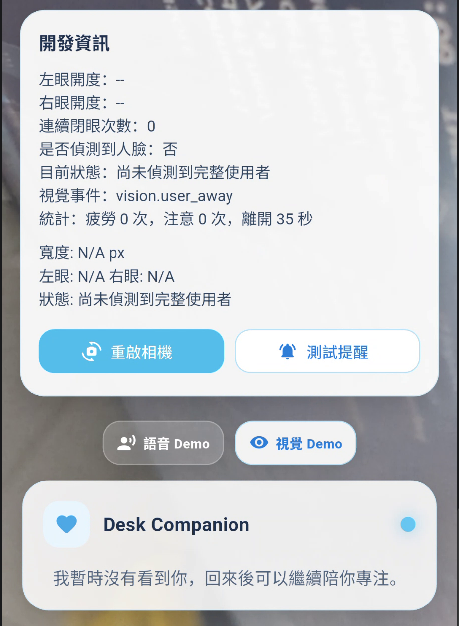 開發資訊
左眼開度：--
右眼開度：--
連續閉眼次數：0
是否偵測到人臉：否
目前狀態：尚未偵測到完整使用者
視覺事件：vision.user_away
統計：疲勞 0 次，注意 0 次，離開 35 秒
寬度: N/A px
左眼: N/A 右眼: N/A
狀態: 尚未偵測到完整使用者
重啟相機 測試提醒
語音 Demo 視覺 Demo
Desk Companion
我暫時沒有看到你，回來後可以繼續陪你專注。